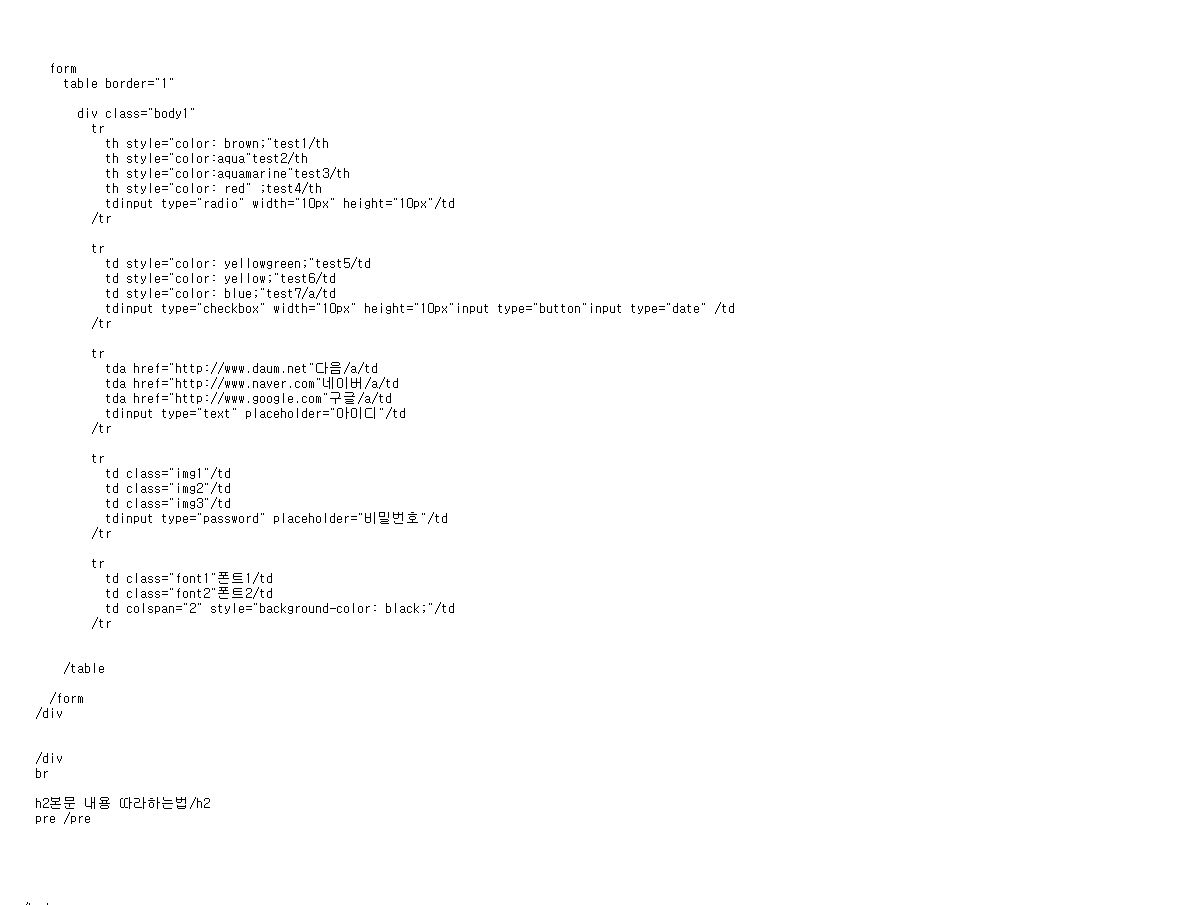 form
table border="1"
div class="body1"
tr
th style="color: brown;"test1/th
th style="color:aqua"test2/th
th style="color:aquamarine"test3/th
th style="color: red" ;test4/th
tdinput type="radio" width="10px" height="10px"/td
/tr
tr
td style="color: yellowgreen;"test5/td
td style="color: yellow;"test6/td
td style="color: blue;"test7/a/td
tdinput type="checkbox" width="10px" height="10px"input type="button"input type="date" /td
/tr
tr
tda href="http://www.daum.net"다음/a/td
tda href="http://www.naver.com"네이버/a/td
tda href="http://www.google.com"구글/a/td
tdinput type="text" placeholder="아이디"/td
/tr
tr
td class="img1"/td
td class="img2"/td
td class="img3"/td
tdinput type="password" placeholder="비밀번호"/td
/tr
tr
td class="font1"폰트1/td
td class="font2"폰트2/td
td colspan="2" style="background-color: black;"/td
/tr
/table
/form
/div
/div
br
h2본문 내용 따라하는법/h2
pre /pre